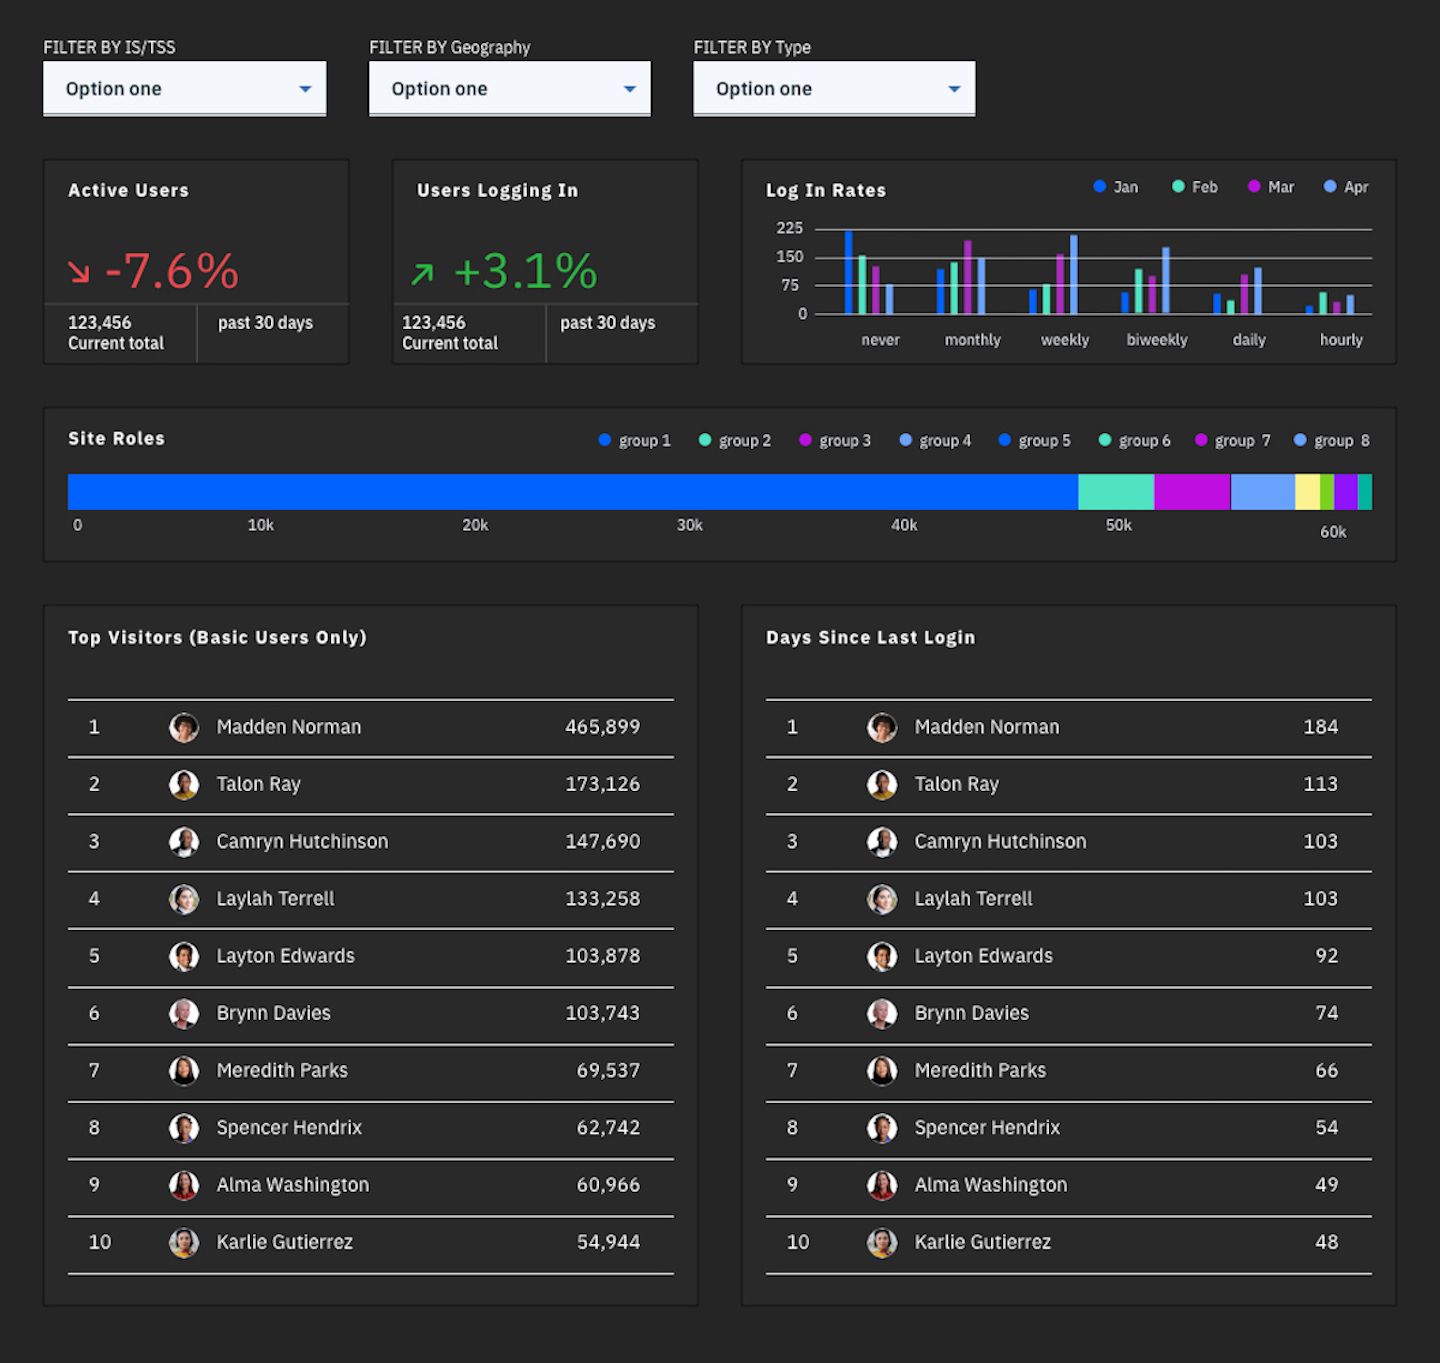 FILTER BY IS/TSS
FILTER BY Geography
FILTER BY Type
Option one
Option one
Option one
Active Users
-7.6%
123,456
Current total
past 30 days
Users Logging In
+3.1%
123,456
Current total
past 30 days
Log In Rates
Jan Feb Mar Apr
225
150
75
0
never monthly weekly biweekly daily hourly
Site Roles
group 1 group 2 group 3 group 4 group 5 group 6 group 7 group 8
0 10k 20k 30k 40k 50k 60k
Top Visitors (Basic Users Only)
1 Madden Norman 465,899
2 Talon Ray 173,126
3 Camryn Hutchinson 147,690
4 Laylah Terrell 133,258
5 Layton Edwards 103,878
6 Brynn Davies 103,743
7 Meredith Parks 69,537
8 Spencer Hendrix 62,742
9 Alma Washington 60,966
10 Karlie Gutierrez 54,944
Days Since Last Login
1 Madden Norman 184
2 Talon Ray 113
3 Camryn Hutchinson 103
4 Laylah Terrell 103
5 Layton Edwards 92
6 Brynn Davies 74
7 Meredith Parks 66
8 Spencer Hendrix 54
9 Alma Washington 49
10 Karlie Gutierrez 48